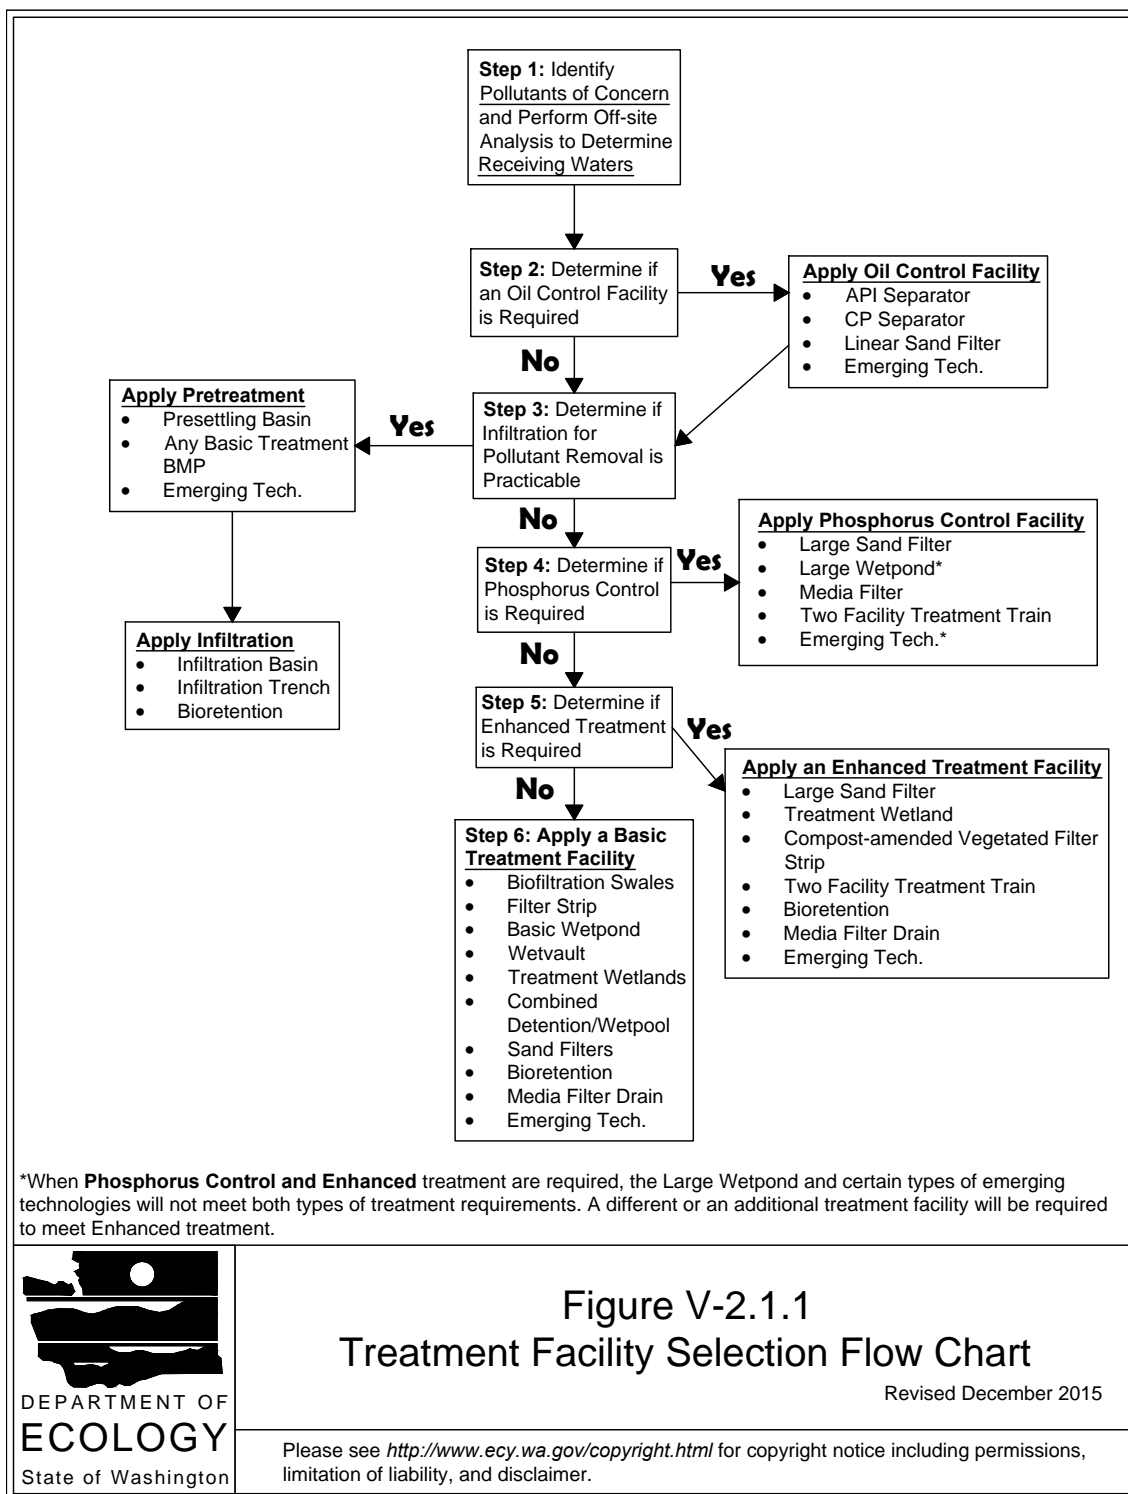 Step 1: Identify
Pollutants of Concern
and Perform Off-site
Analysis to Determine
Receiving Waters
Step 2: Determine if
an Oil Control Facility
is Required
Yes
Apply Oil Control Facility
• API Separator
• CP Separator
• Linear Sand Filter
• Emerging Tech.
No
Step 3: Determine if
Infiltration for
Pollutant Removal is
Practicable
Yes
Apply Pretreatment
• Presettling Basin
• Any Basic Treatment
BMP
• Emerging Tech.
Apply Infiltration
• Infiltration Basin
• Infiltration Trench
• Bioretention
No
Step 4: Determine if
Phosphorus Control
is Required
Yes
Apply Phosphorus Control Facility
• Large Sand Filter
• Large Wetpond*
• Media Filter
• Two Facility Treatment Train
• Emerging Tech.*
No
Step 5: Determine if
Enhanced Treatment
is Required
Yes
Apply an Enhanced Treatment Facility
• Large Sand Filter
• Treatment Wetland
• Compost-amended Vegetated Filter
Strip
• Two Facility Treatment Train
• Bioretention
• Media Filter Drain
• Emerging Tech.
No
Step 6: Apply a Basic
Treatment Facility
• Biofiltration Swales
• Filter Strip
• Basic Wetpond
• Wetvault
• Treatment Wetlands
• Combined
Detention/Wetpool
• Sand Filters
• Bioretention
• Media Filter Drain
• Emerging Tech.
*When Phosphorus Control and Enhanced treatment are required, the Large Wetpond and certain types of emerging
technologies will not meet both types of treatment requirements. A different or an additional treatment facility will be required
to meet Enhanced treatment.
DEPARTMENT OF
ECOLOGY
State of Washington
Figure V-2.1.1
Treatment Facility Selection Flow Chart
Revised December 2015
Please see http://www.ecy.wa.gov/copyright.html for copyright notice including permissions,
limitation of liability, and disclaimer.